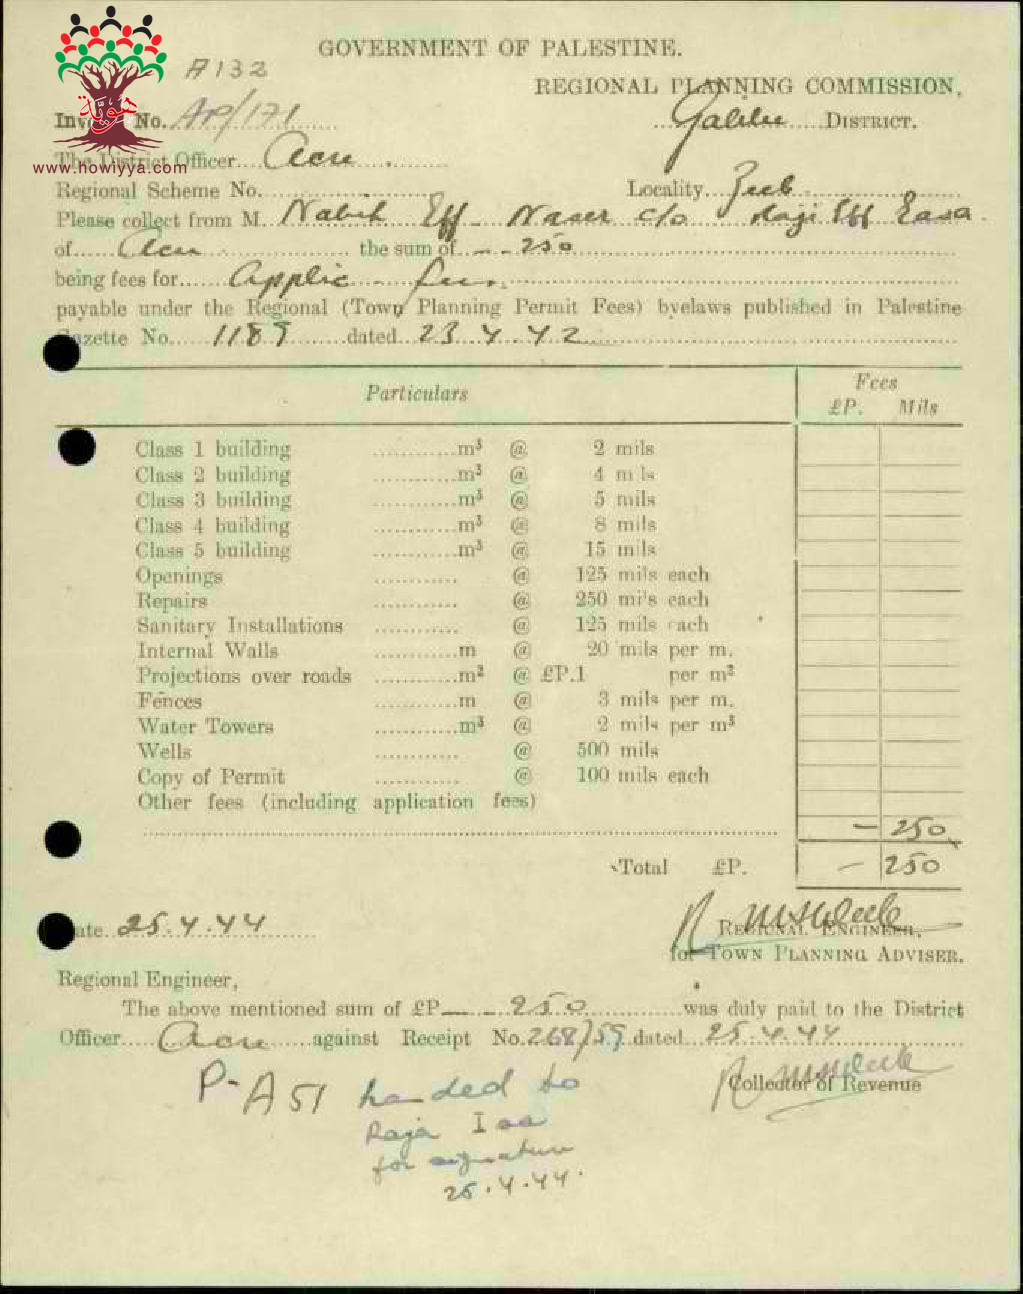 GOVERNMENT OF PALESTINE.
A132
REGIONAL PLANNING COMMISSION,
هوية
Invoice No. AP/171
Galilee DISTRICT.
The District Officer.... Acre
www.howiyya.com
Regional Scheme No.
Locality.. Zeeb
Please collect from M. Nabih Eff Naser c/o Raji Eff Easa
of...... Acre the sum of - - 250
being fees for...... Applic. fees.
payable under the Regional (Town Planning Permit Fees) byelaws published in Palestine
Gazette No. 1189 dated 23.4.42
Particulars
Fees
£P. Mils
Class 1 building ............m³ @ 2 mils
Class 2 building ............m³ @ 4 mils
Class 3 building ............m³ @ 5 mils
Class 4 building ............m³ @ 8 mils
Class 5 building ............m³ @ 15 mils
Openings ............ @ 125 mils each
Repairs ............ @ 250 mils each
Sanitary Installations ............ @ 125 mils each
Internal Walls ............m @ 20 mils per m.
Projections over roads ............m² @ £P.1 per m²
Fences ............m @ 3 mils per m.
Water Towers ............m³ @ 2 mils per m³
Wells ............ @ 500 mils
Copy of Permit ............ @ 100 mils each
Other fees (including application fees)
- 250
Total £P. - 250
Date.. 25.4.44
REGIONAL ENGINEER,
for TOWN PLANNING ADVISER.
Regional Engineer,
The above mentioned sum of £P - - 250 was duly paid to the District
Officer..... Acre ......against Receipt No. 268/59 dated 25.4.44
Collector of Revenue
P-A 51 handed to
Raja Isa
for signature
25.4.44.